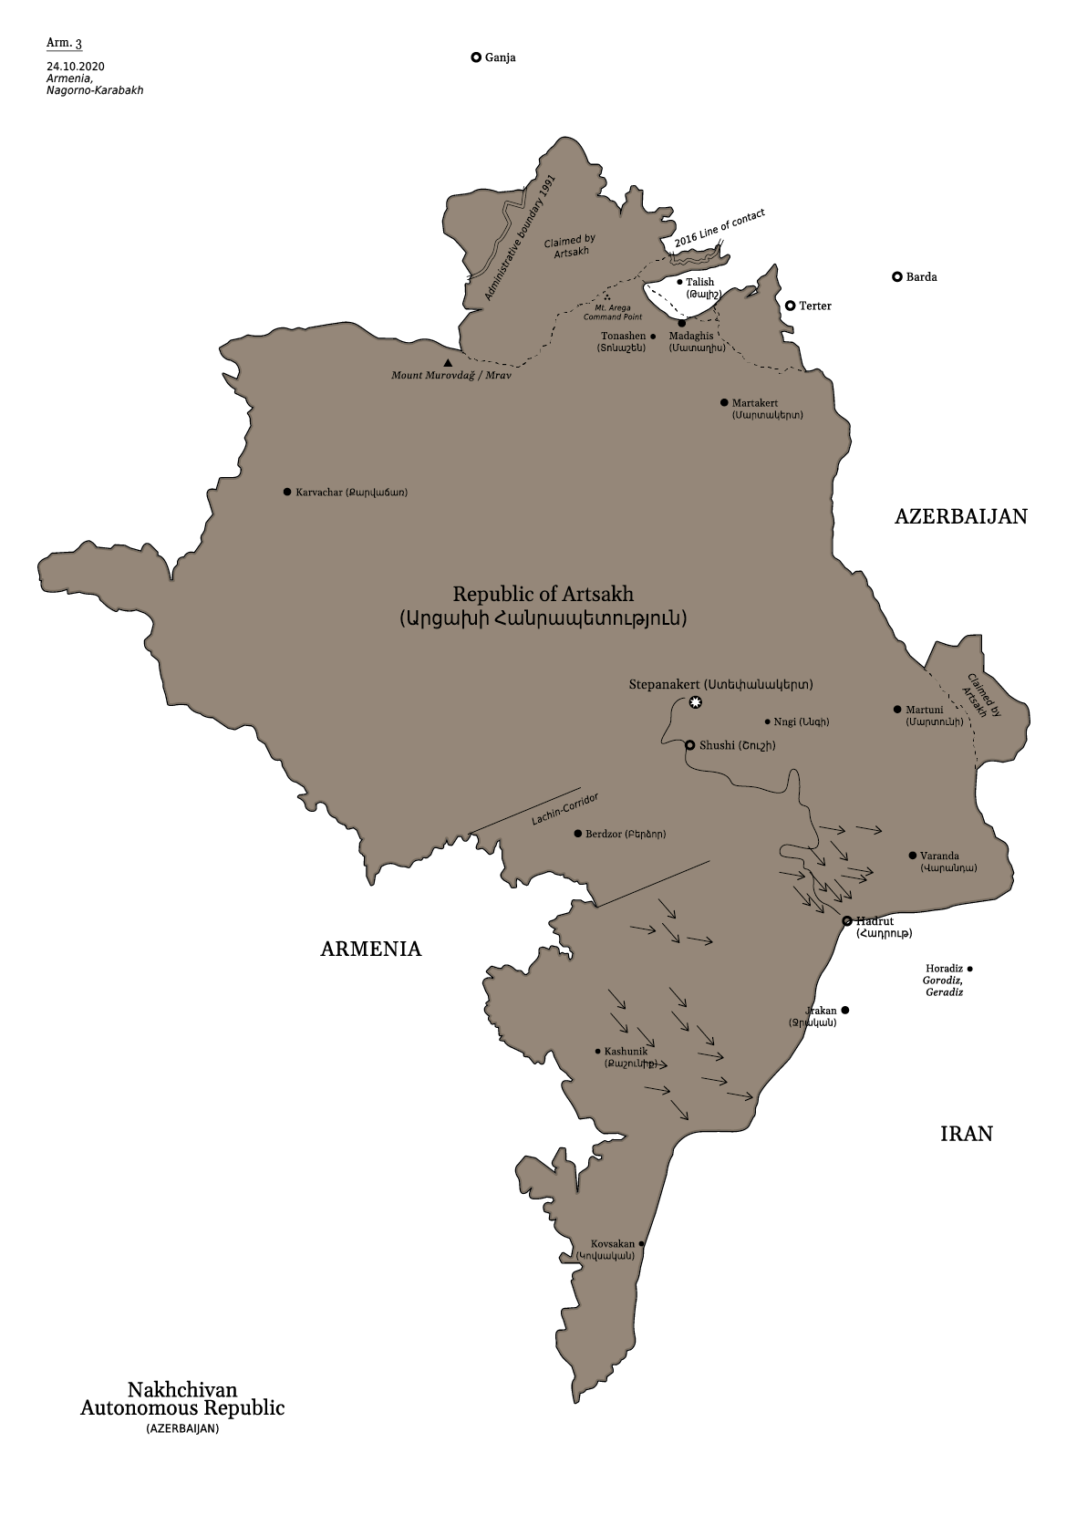 Arm. 3
24.10.2020
Armenia,
Nagorno-Karabakh
Ganja
Administrative boundary 1991
Claimed by
Artsakh
2016 Line of contact
Barda
Talish
(Թալիշ)
Terter
Mt. Arega
Command Point
Tonashen
(Տոնաշեն)
Madaghis
(Մատաղիս)
Mount Murovdağ / Mrav
Martakert
(Մարտակերտ)
Karvachar (Քարվաճառ)
AZERBAIJAN
Republic of Artsakh
(Արցախի Հանրապետություն)
Stepanakert (Ստեփանակերտ)
Claimed by
Artsakh
Martuni
(Մարտունի)
Nngi (Ննգի)
Shushi (Շուշի)
Lachin-Corridor
Berdzor (Բերձոր)
Varanda
(Վարանդա)
Hadrut
(Հադրութ)
ARMENIA
Horadiz
Gorodiz,
Geradiz
Jrakan
(Ջրական)
Kashunik
(Քաշունիք)
IRAN
Kovsakan
(Կովսական)
Nakhchivan
Autonomous Republic
(AZERBAIJAN)